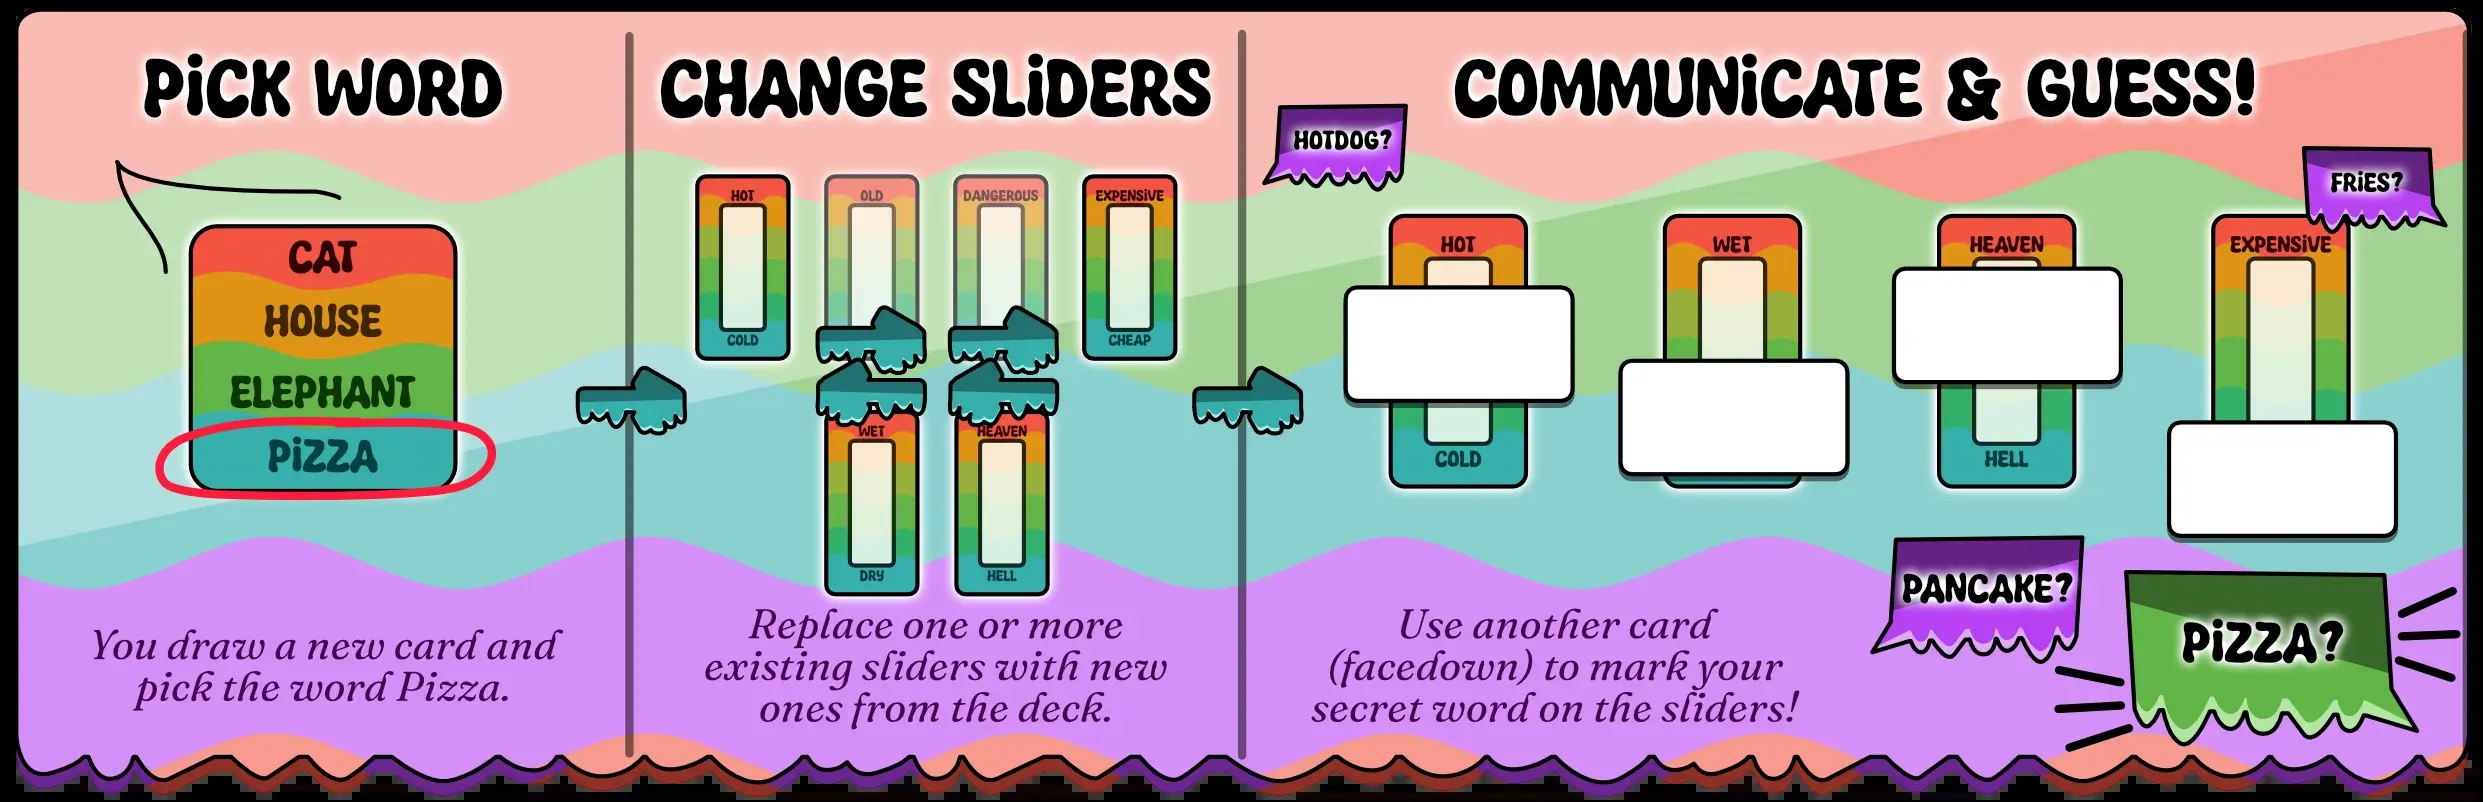 PiCK WORD
CAT
HOUSE
ELEPHANT
PiZZA
You draw a new card and
pick the word Pizza.
CHANGE SLiDERS
HOT
COLD
OLD
DANGEROUS
EXPENSiVE
CHEAP
WET
DRY
HEAVEN
HELL
Replace one or more
existing sliders with new
ones from the deck.
COMMUNiCATE & GUESS!
HOTDOG?
FRiES?
HOT
COLD
WET
HEAVEN
HELL
EXPENSiVE
PANCAKE?
PiZZA?
Use another card
(facedown) to mark your
secret word on the sliders!